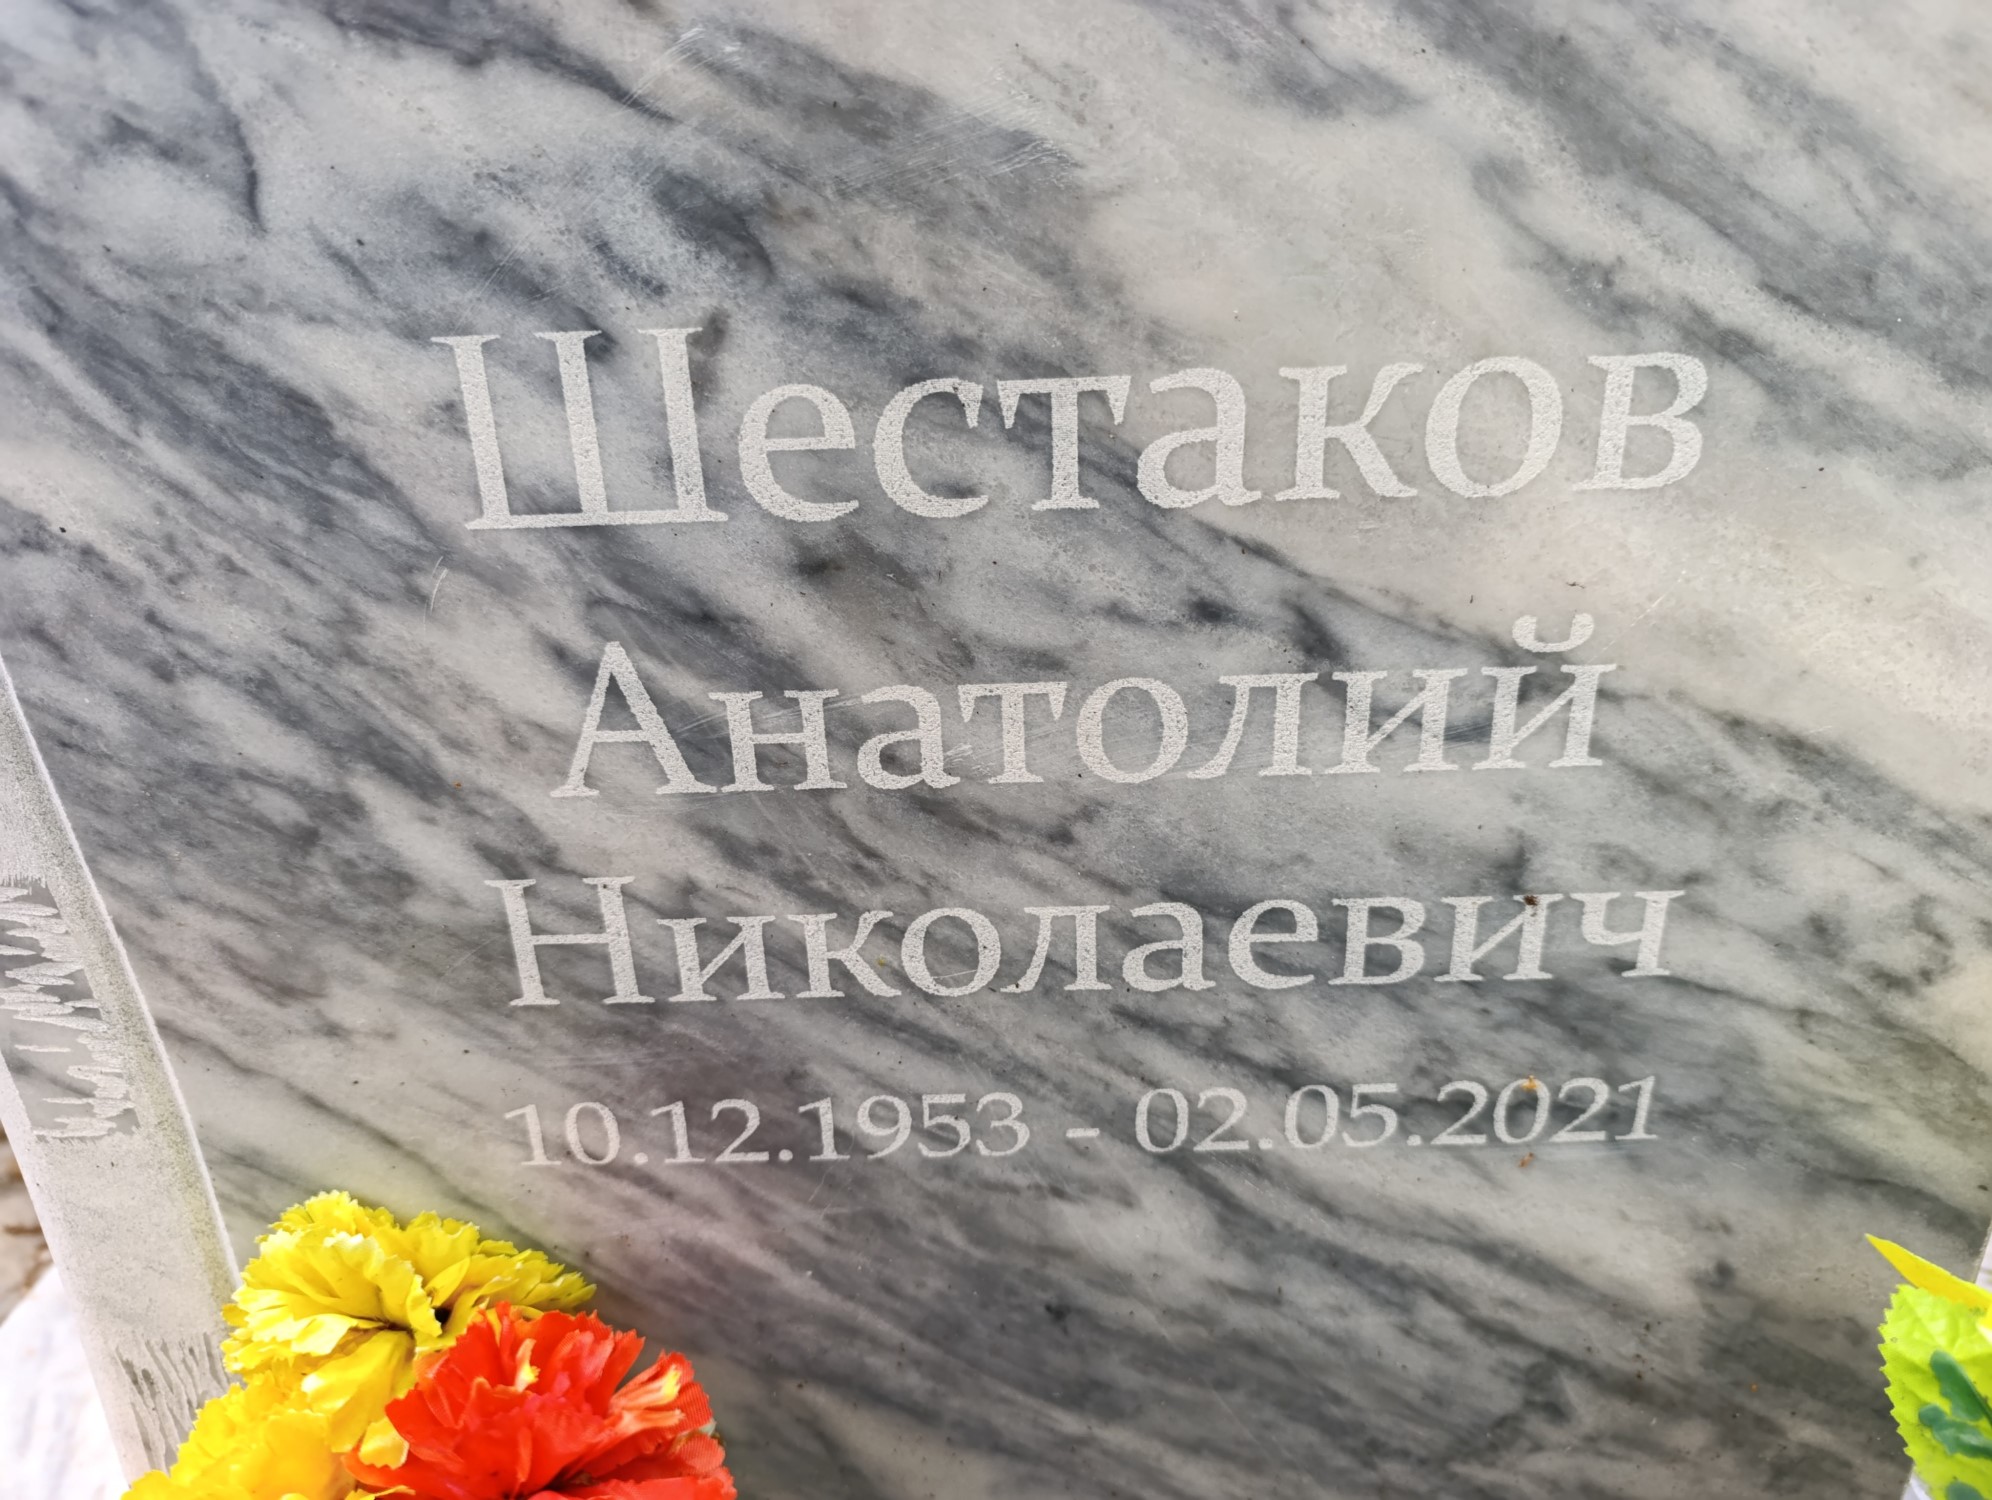 Шестаков
Анатолий
Николаевич
10.12.1953 - 02.05.2021